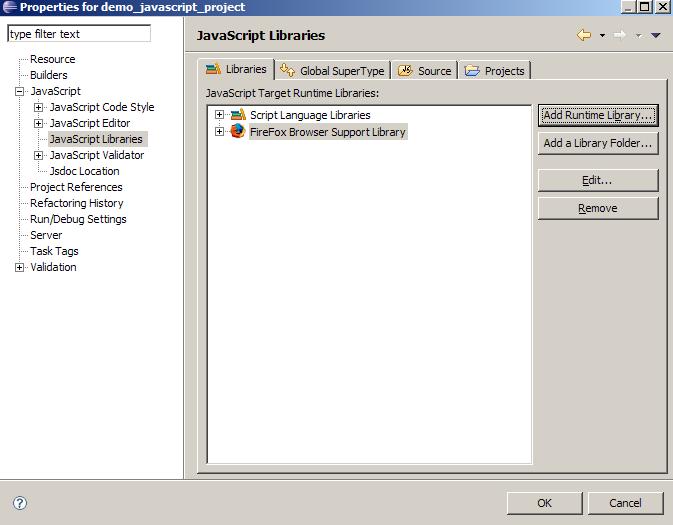 Properties for demo_javascript_project
type filter text
Resource
Builders
JavaScript
JavaScript Code Style
JavaScript Editor
JavaScript Libraries
JavaScript Validator
Jsdoc Location
Project References
Refactoring History
Run/Debug Settings
Server
Task Tags
Validation
JavaScript Libraries
Libraries
Global SuperType
Source
Projects
JavaScript Target Runtime Libraries:
Script Language Libraries
FireFox Browser Support Library
Add Runtime Library...
Add a Library Folder...
Edit...
Remove
OK
Cancel